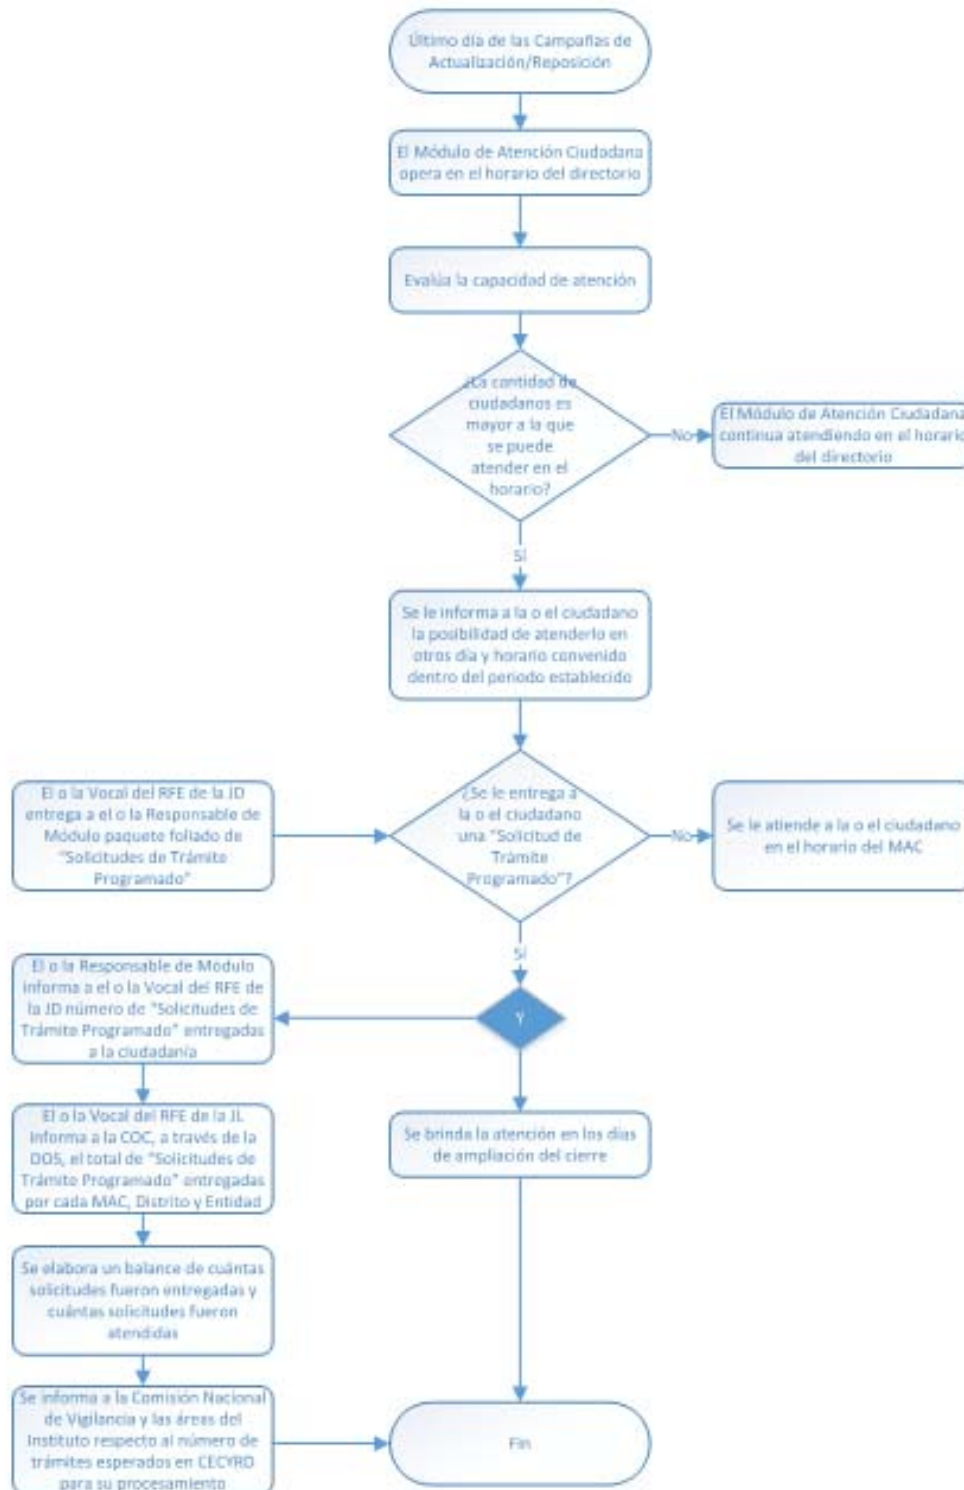 Último día de las Campañas de
Actualización/Reposición
El Módulo de Atención Ciudadana
opera en el horario del directorio
Evalúa la capacidad de atención
¿La cantidad de
ciudadanos es
mayor a la que
se puede
atender en el
horario?
No
El Módulo de Atención Ciudadana
continua atendiendo en el horario
del directorio
Sí
Se le informa a la o el ciudadano
la posibilidad de atenderlo en
otros día y horario convenido
dentro del periodo establecido
El o la Vocal del RFE de la JD
entrega a el o la Responsable de
Módulo paquete foliado de
"Solicitudes de Trámite
Programado"
¿Se le entrega a
la o el ciudadano
una "Solicitud de
Trámite
Programado"?
No
Se le atiende a la o el ciudadano
en el horario del MAC
Sí
Y
El o la Responsable de Módulo
informa a el o la Vocal del RFE de
la JD número de "Solicitudes de
Trámite Programado" entregadas
a la ciudadanía
El o la Vocal del RFE de la JL
informa a la COC, a través de la
DOS, el total de "Solicitudes de
Trámite Programado" entregadas
por cada MAC, Distrito y Entidad
Se brinda la atención en los días
de ampliación del cierre
Se elabora un balance de cuántas
solicitudes fueron entregadas y
cuántas solicitudes fueron
atendidas
Se informa a la Comisión Nacional
de Vigilancia y las áreas del
Instituto respecto al número de
trámites esperados en CECYRD
para su procesamiento
Fin